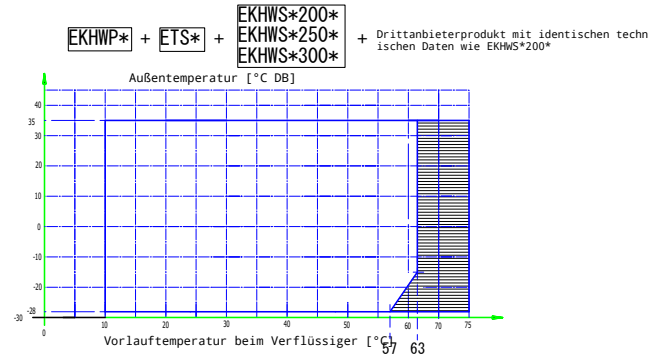 EKHWP* + ETS* + EKHWS*200*
EKHWS*250*
EKHWS*300* + Drittanbieterprodukt mit identischen techn
ischen Daten wie EKHWS*200*
Außentemperatur [°C DB]
40
35
30
20
10
0
-10
-20
-28
-30
0 10 20 30 40 50 60 70 75
Vorlauftemperatur beim Verflüssiger [°C]
57 63